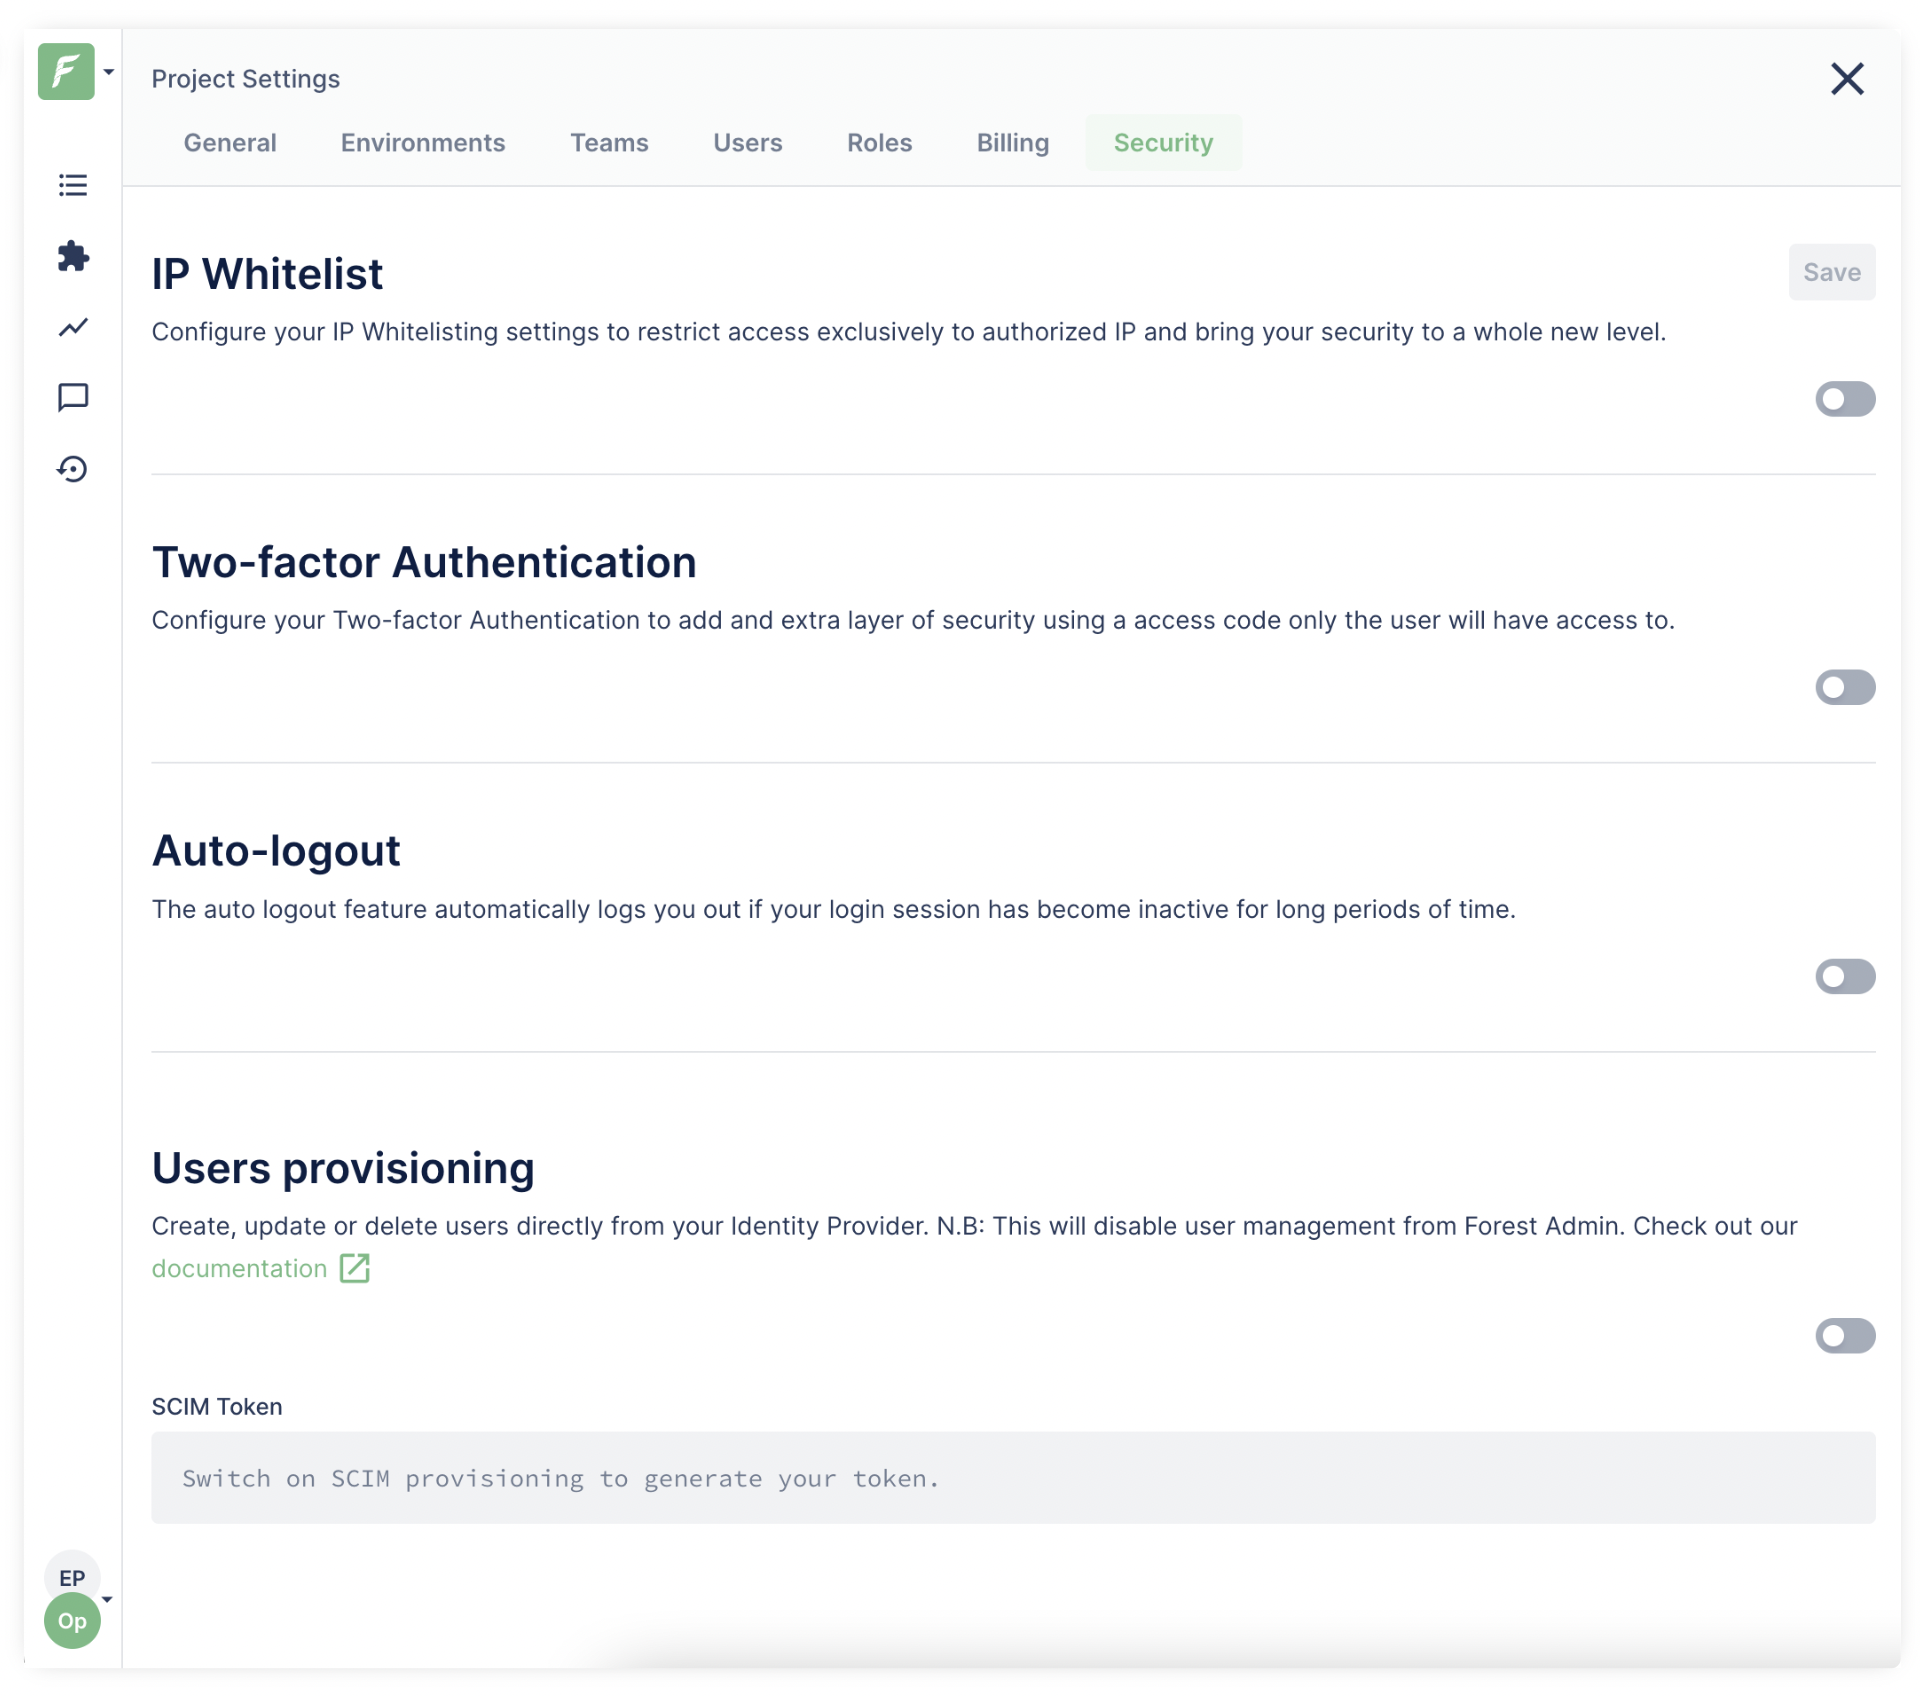 Project Settings
General Environments Teams Users Roles Billing Security
IP Whitelist
Save
Configure your IP Whitelisting settings to restrict access exclusively to authorized IP and bring your security to a whole new level.
Two-factor Authentication
Configure your Two-factor Authentication to add and extra layer of security using a access code only the user will have access to.
Auto-logout
The auto logout feature automatically logs you out if your login session has become inactive for long periods of time.
Users provisioning
Create, update or delete users directly from your Identity Provider. N.B: This will disable user management from Forest Admin. Check out our
documentation
SCIM Token
Switch on SCIM provisioning to generate your token.
EP
Op